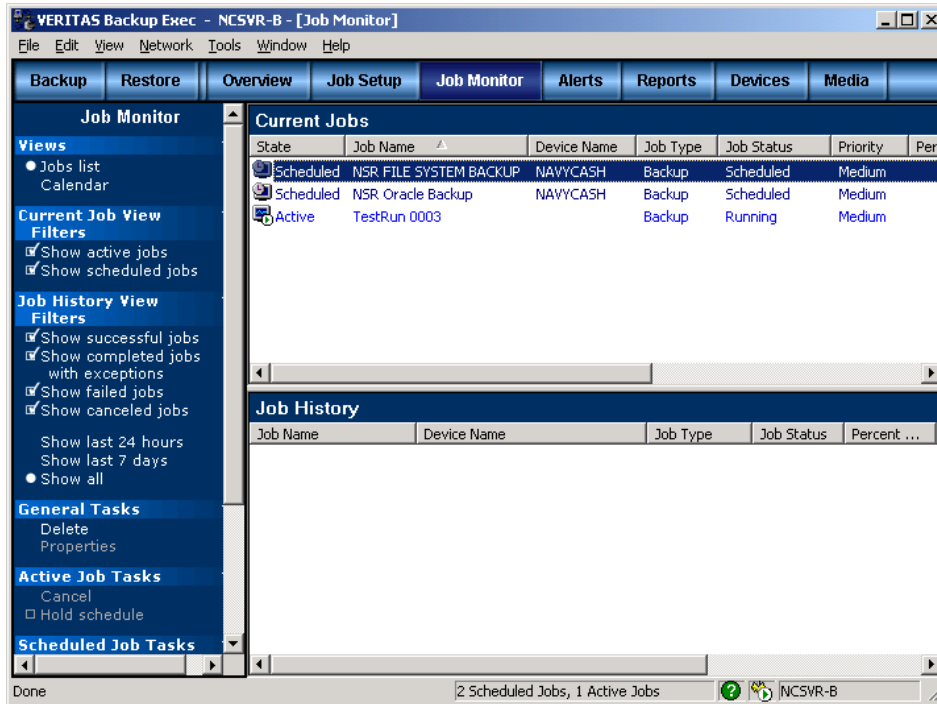 VERITAS Backup Exec - NCSVR-B - [Job Monitor]
File Edit View Network Tools Window Help
Backup Restore Overview Job Setup Job Monitor Alerts Reports Devices Media
Job Monitor
Views
Jobs list
Calendar
Current Job View
Filters
Show active jobs
Show scheduled jobs
Job History View
Filters
Show successful jobs
Show completed jobs
with exceptions
Show failed jobs
Show canceled jobs
Show last 24 hours
Show last 7 days
Show all
General Tasks
Delete
Properties
Active Job Tasks
Cancel
Hold schedule
Scheduled Job Tasks
Current Jobs
State Job Name Device Name Job Type Job Status Priority Per
Scheduled NSR FILE SYSTEM BACKUP NAVYCASH Backup Scheduled Medium
Scheduled NSR Oracle Backup NAVYCASH Backup Scheduled Medium
Active TestRun 0003 Backup Running Medium
Job History
Job Name Device Name Job Type Job Status Percent ...
Done 2 Scheduled Jobs, 1 Active Jobs NCSVR-B